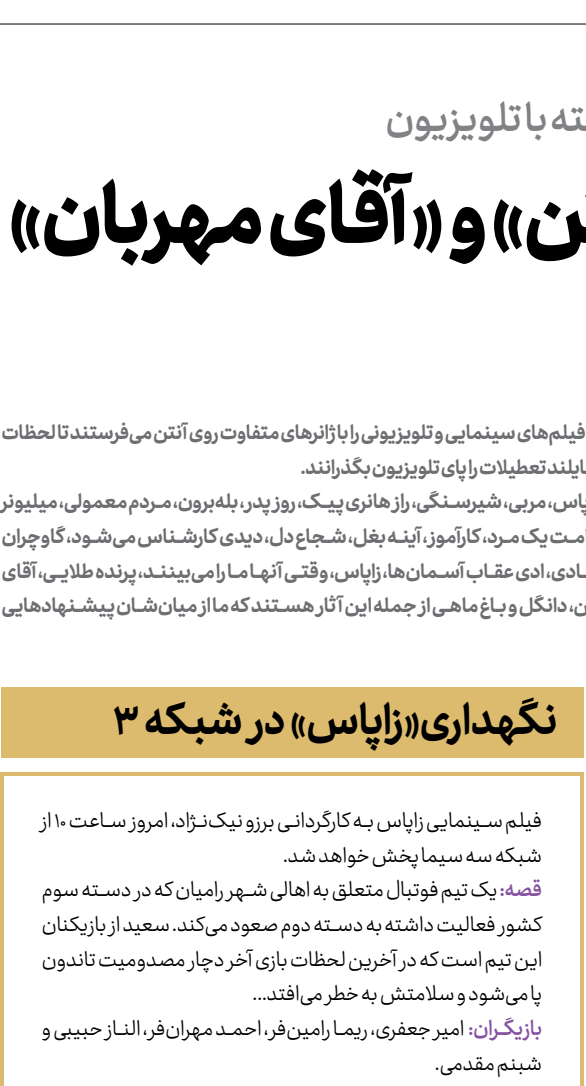 با تلویزیون
و «آقای مهربان»
فیلم‌های سینمایی و تلویزیونی را با ژانرهای متفاوت روی آنتن می‌فرستند تا لحظات
تعطیلات را پای تلویزیون بگذرانند.
مربی، شیرسنگی، راز هانری پیک، روز پدر، بله‌برون، مردم معمولی، میلیونر
یک مرد، کارآموز، آینه بغل، شجاع دل، دیدی کارشناس می‌شود، گاوچران
ادی عقاب آسمان‌ها، زاپاس، وقتی آنها ما را می‌بینند، پرنده طلایی، آقای
دانگل و باغ ماهی از جمله این آثار هستند که ما از میان‌شان پیشنهادهایی
نگهداری «زاپاس» در شبکه ۳
فیلم سینمایی زاپاس به کارگردانی برزو نیک‌نژاد، امروز ساعت ۱۰ از
شبکه سه سیما پخش خواهد شد.
قصه: یک تیم فوتبال متعلق به اهالی شهر رامیان که در دسته سوم
کشور فعالیت داشته به دسته دوم صعود می‌کند. سعید از بازیکنان
این تیم است که در آخرین لحظات بازی آخر دچار مصدومیت تاندون
پا می‌شود و سلامتش به خطر می‌افتد...
بازیگران: امیر جعفری، ریما رامین‌فر، احمد مهران‌فر، الناز حبیبی و
شبنم مقدمی.